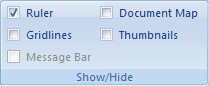 Ruler Document Map
Gridlines Thumbnails
Message Bar
Show/Hide